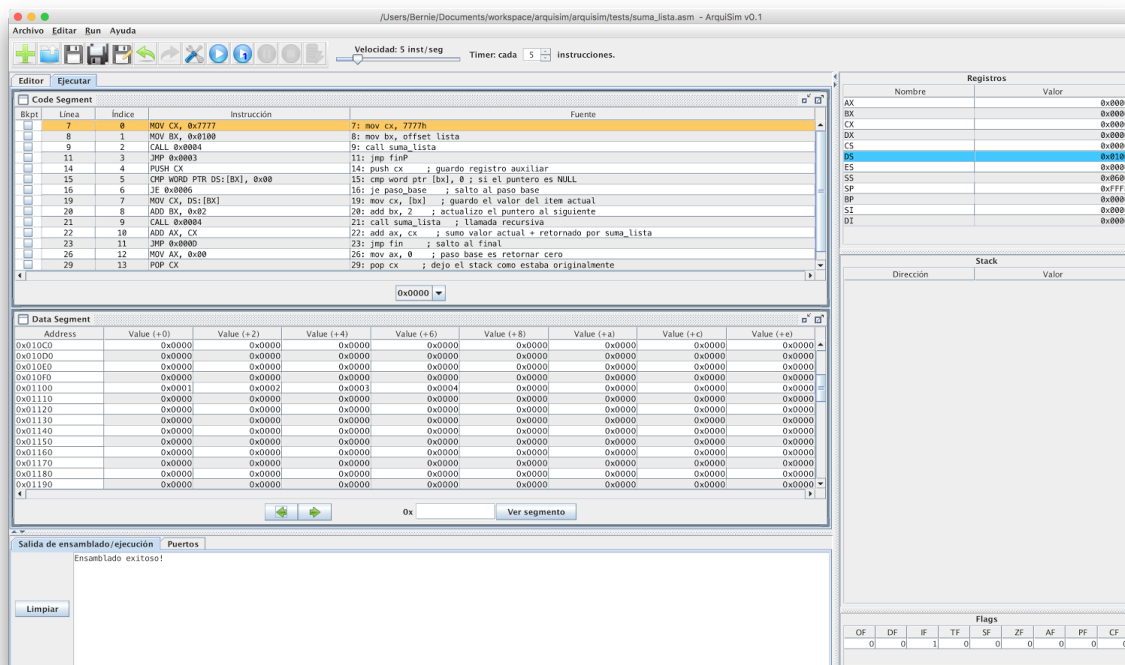 /Users/Bernie/Documents/workspace/arquisim/arquisim/tests/suma_lista.asm - ArquiSim v0.1
Archivo Editar Run Ayuda
Velocidad: 5 inst/seg
Timer: cada 5 instrucciones.
Editor Ejecutar
Code Segment
Bkpt Línea Índice Instrucción Fuente
7 0 MOV CX, 0x7777 7: mov cx, 7777h
8 1 MOV BX, 0x0100 8: mov bx, offset lista
9 2 CALL 0x0004 9: call suma_lista
11 3 JMP 0x0003 11: jmp finP
14 4 PUSH CX 14: push cx ; guardo registro auxiliar
15 5 CMP WORD PTR DS:[BX], 0x00 15: cmp word ptr [bx], 0 ; si el puntero es NULL
16 6 JE 0x0006 16: je paso_base ; salto al paso base
19 7 MOV CX, DS:[BX] 19: mov cx, [bx] ; guardo el valor del item actual
20 8 ADD BX, 0x02 20: add bx, 2 ; actualizo el puntero al siguiente
21 9 CALL 0x0004 21: call suma_lista ; llamada recursiva
22 10 ADD AX, CX 22: add ax, cx ; sumo valor actual + retornado por suma_lista
23 11 JMP 0x000D 23: jmp fin ; salto al final
26 12 MOV AX, 0x00 26: mov ax, 0 ; paso base es retornar cero
29 13 POP CX 29: pop cx ; dejo el stack como estaba originalmente
0x0000
Data Segment
Address Value (+0) Value (+2) Value (+4) Value (+6) Value (+8) Value (+a) Value (+c) Value (+e)
0x010C0 0x0000 0x0000 0x0000 0x0000 0x0000 0x0000 0x0000 0x0000
0x010D0 0x0000 0x0000 0x0000 0x0000 0x0000 0x0000 0x0000 0x0000
0x010E0 0x0000 0x0000 0x0000 0x0000 0x0000 0x0000 0x0000 0x0000
0x010F0 0x0000 0x0000 0x0000 0x0000 0x0000 0x0000 0x0000 0x0000
0x01100 0x0001 0x0002 0x0003 0x0004 0x0000 0x0000 0x0000 0x0000
0x01110 0x0000 0x0000 0x0000 0x0000 0x0000 0x0000 0x0000 0x0000
0x01120 0x0000 0x0000 0x0000 0x0000 0x0000 0x0000 0x0000 0x0000
0x01130 0x0000 0x0000 0x0000 0x0000 0x0000 0x0000 0x0000 0x0000
0x01140 0x0000 0x0000 0x0000 0x0000 0x0000 0x0000 0x0000 0x0000
0x01150 0x0000 0x0000 0x0000 0x0000 0x0000 0x0000 0x0000 0x0000
0x01160 0x0000 0x0000 0x0000 0x0000 0x0000 0x0000 0x0000 0x0000
0x01170 0x0000 0x0000 0x0000 0x0000 0x0000 0x0000 0x0000 0x0000
0x01180 0x0000 0x0000 0x0000 0x0000 0x0000 0x0000 0x0000 0x0000
0x01190 0x0000 0x0000 0x0000 0x0000 0x0000 0x0000 0x0000 0x0000
0x Ver segmento
Salida de ensamblado/ejecución Puertos
Ensamblado exitoso!
Limpiar
Registros
Nombre Valor
AX 0x000
BX 0x000
CX 0x000
DX 0x000
CS 0x000
DS 0x010
ES 0x000
SS 0x060
SP 0xFFF
BP 0x000
SI 0x000
DI 0x000
Stack
Dirección Valor
Flags
OF DF IF TF SF ZF AF PF CF
0 0 1 0 0 0 0 0